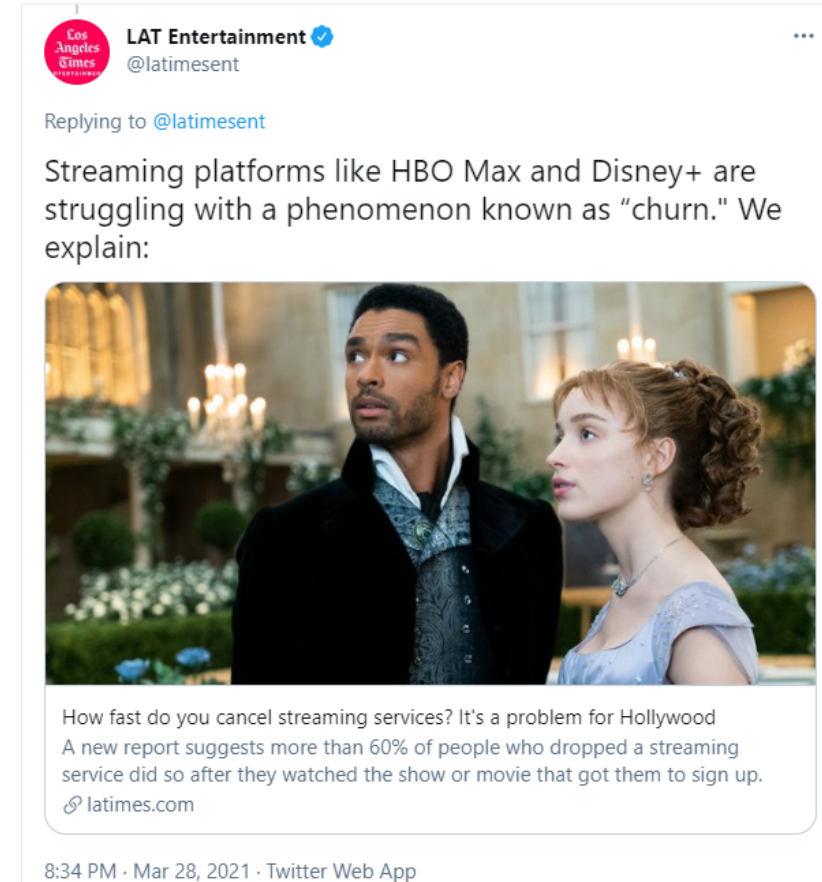 Los
Angeles
Times
ENTERTAINMENT
LAT Entertainment
@latimesent
Replying to @latimesent
Streaming platforms like HBO Max and Disney+ are
struggling with a phenomenon known as “churn." We
explain:
How fast do you cancel streaming services? It's a problem for Hollywood
A new report suggests more than 60% of people who dropped a streaming
service did so after they watched the show or movie that got them to sign up.
latimes.com
8:34 PM · Mar 28, 2021 · Twitter Web App